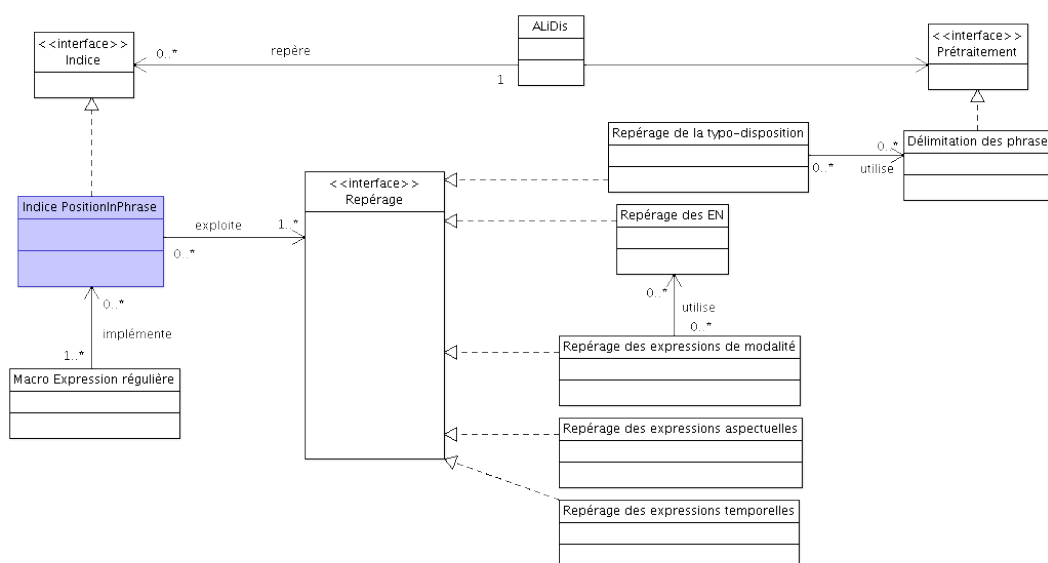 ALiDis
<<interface>>
Indice
<<interface>>
Prétraitement
0..*
repère
1
Repérage de la typo-disposition
0..*
Délimitation des phrase
0..*
utilise
<<interface>>
Repérage
Indice PositionInPhrase
Repérage des EN
exploite
1..*
0..*
0..*
utilise
0..*
0..*
implémente
1..*
Repérage des expressions de modalité
Macro Expression régulière
Repérage des expressions aspectuelles
Repérage des expressions temporelles